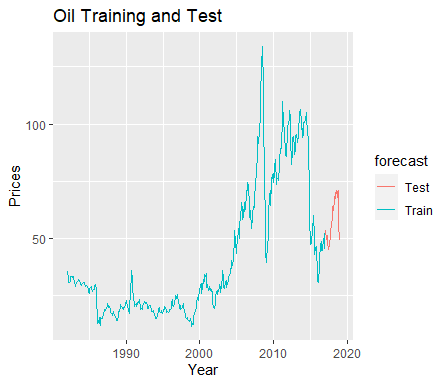 Oil Training and Test
Prices
100
50
1990
2000
2010
2020
Year
forecast
Test
Train